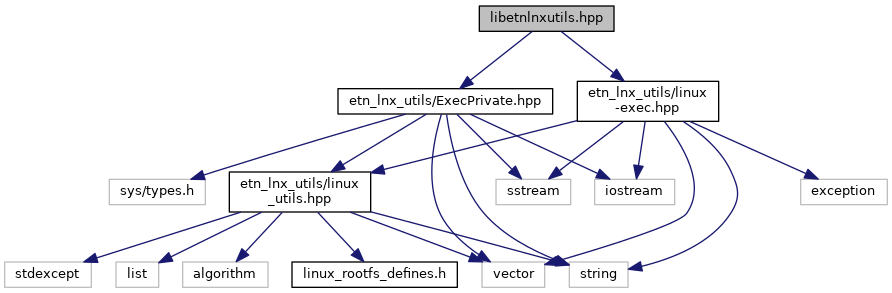 libetnlnxutils.hpp
etn_lnx_utils/ExecPrivate.hpp
etn_lnx_utils/linux
-exec.hpp
sys/types.h
etn_lnx_utils/linux
_utils.hpp
sstream
iostream
exception
stdexcept
list
algorithm
linux_rootfs_defines.h
vector
string